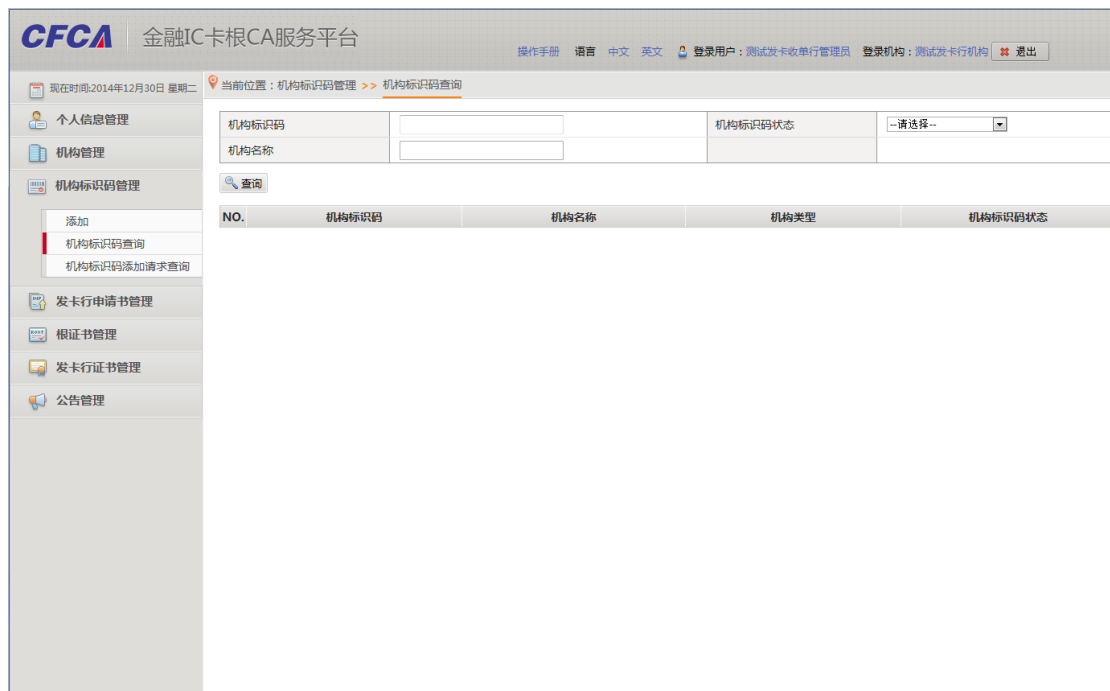 CFCA 金融IC卡根CA服务平台
操作手册 语言 中文 英文 登录用户：测试发卡收单行管理员 登录机构：测试发卡行机构 退出
现在时间:2014年12月30日 星期二
当前位置：机构标识码管理 >> 机构标识码查询
个人信息管理
机构管理
机构标识码管理
添加
机构标识码查询
机构标识码添加请求查询
发卡行申请书管理
根证书管理
发卡行证书管理
公告管理
机构标识码 机构标识码状态 --请选择--
机构名称
查询
NO. 机构标识码 机构名称 机构类型 机构标识码状态